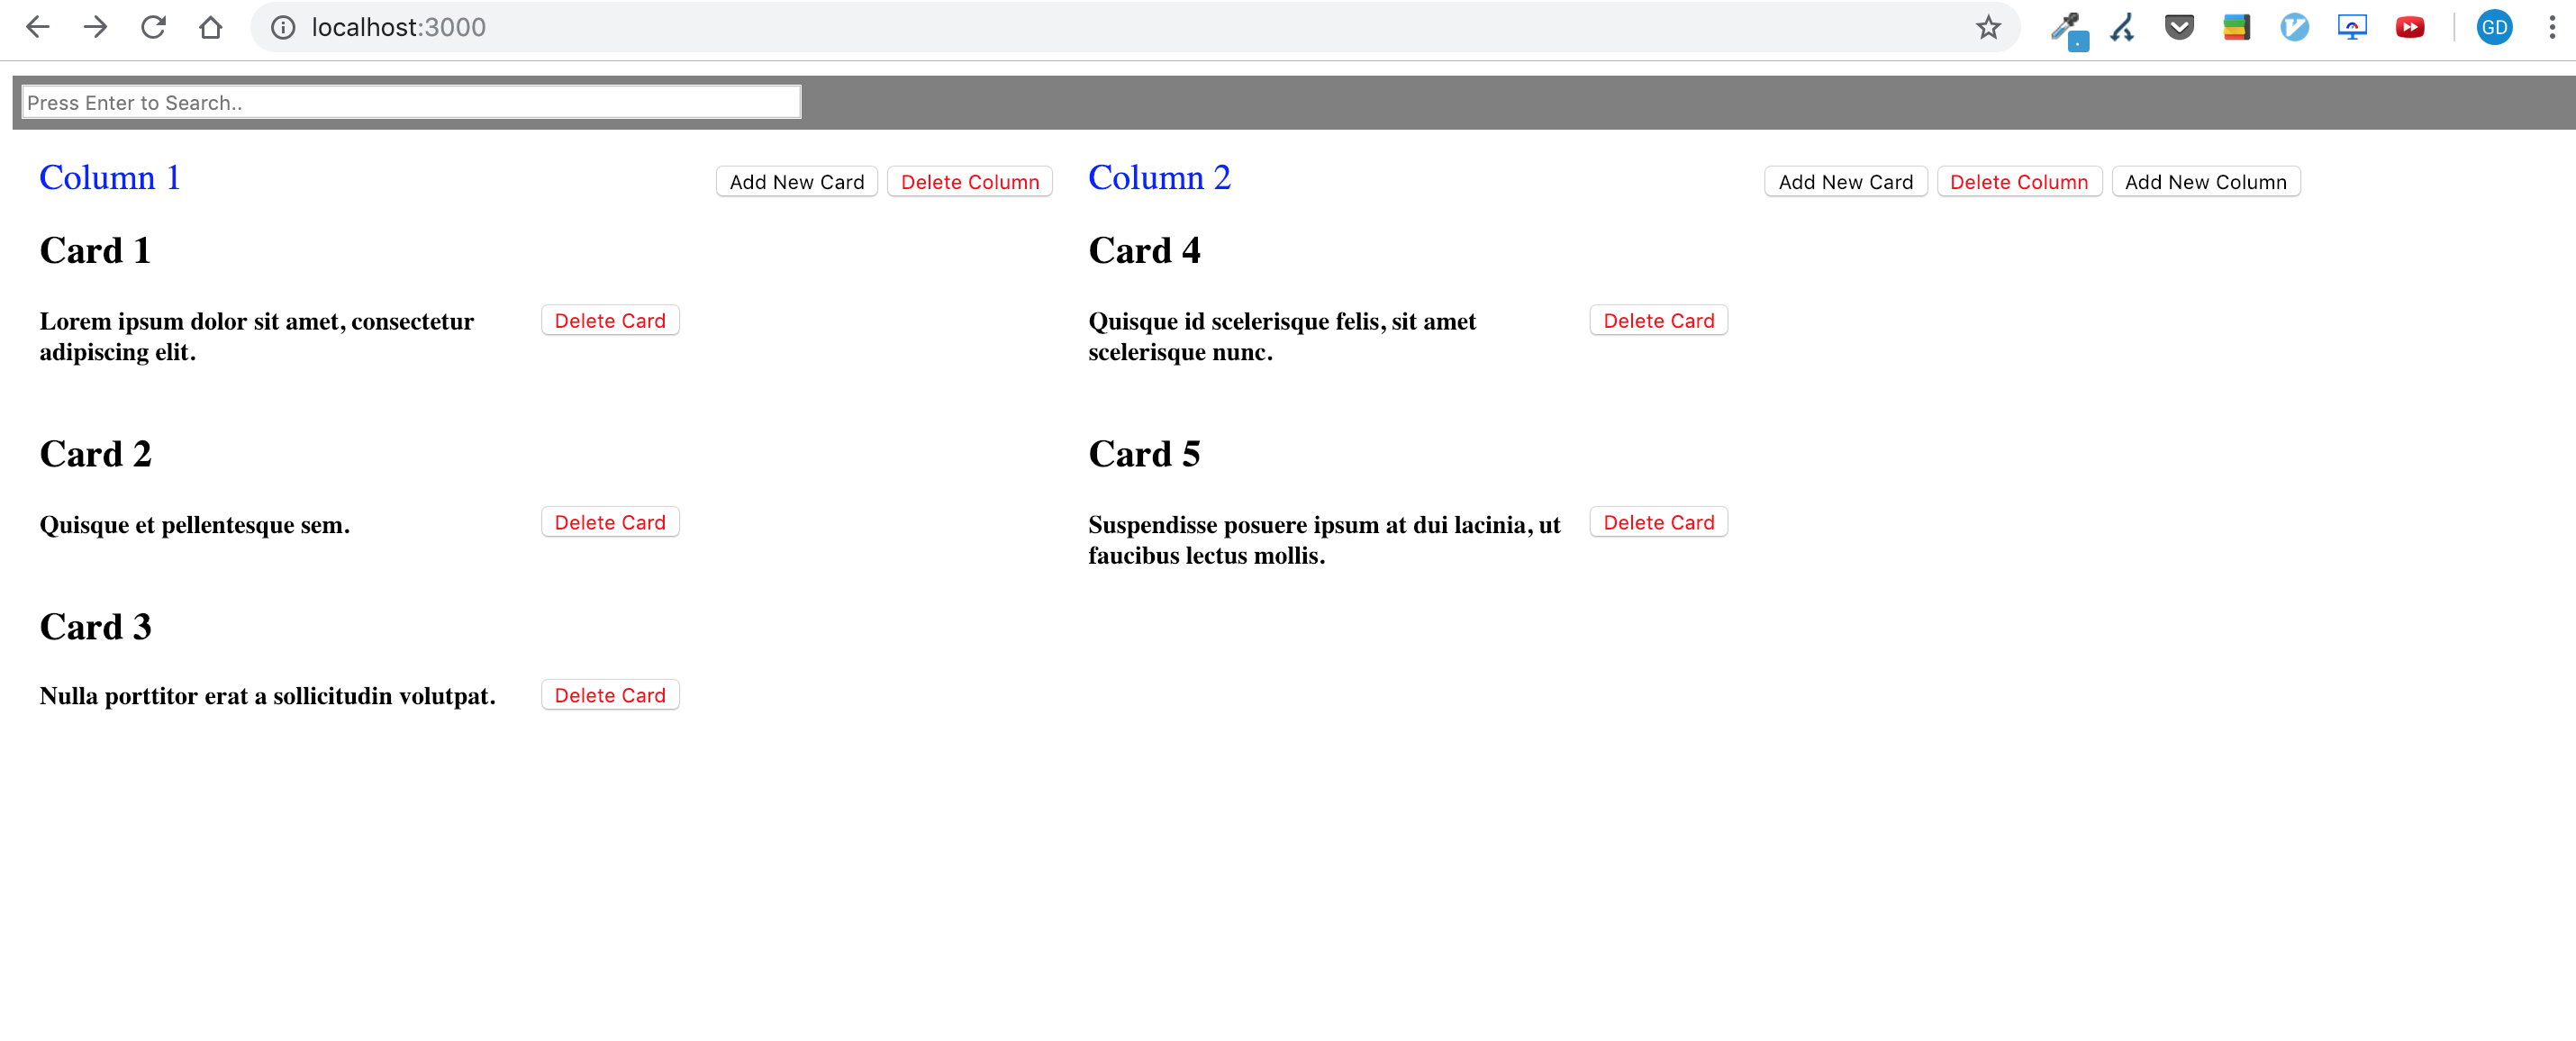 localhost:3000
GD
Press Enter to Search..
Column 1
Add New Card
Delete Column
Column 2
Add New Card
Delete Column
Add New Column
Card 1
Lorem ipsum dolor sit amet, consectetur
adipiscing elit.
Delete Card
Card 2
Quisque et pellentesque sem.
Delete Card
Card 3
Nulla porttitor erat a sollicitudin volutpat.
Delete Card
Card 4
Quisque id scelerisque felis, sit amet
scelerisque nunc.
Delete Card
Card 5
Suspendisse posuere ipsum at dui lacinia, ut
faucibus lectus mollis.
Delete Card